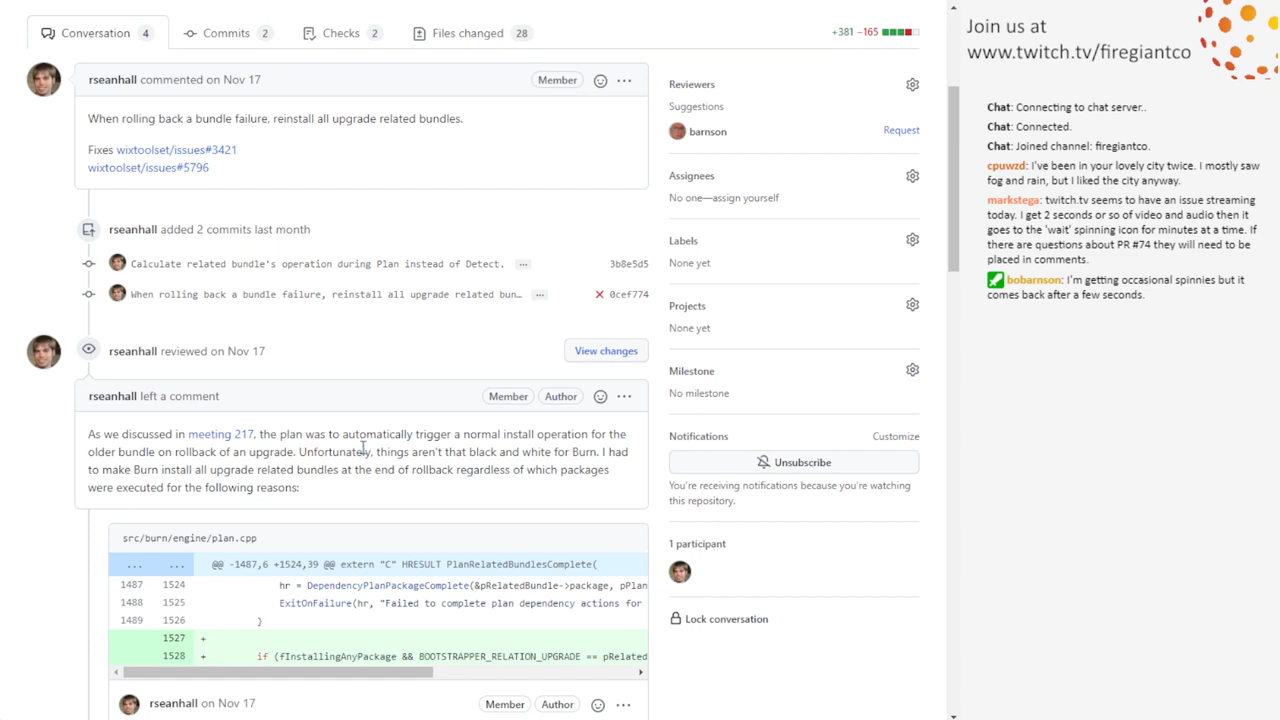 Conversation 4
Commits 2
Checks 2
Files changed 28
+381 −165
rseanhall commented on Nov 17
Member
When rolling back a bundle failure, reinstall all upgrade related bundles.
Fixes wixtoolset/issues#3421
wixtoolset/issues#5796
rseanhall added 2 commits last month
Calculate related bundle's operation during Plan instead of Detect. ... 3b8e5d5
When rolling back a bundle failure, reinstall all upgrade related bun... ... 0cef774
rseanhall reviewed on Nov 17
View changes
rseanhall left a comment
Member Author
As we discussed in meeting 217, the plan was to automatically trigger a normal install operation for the
older bundle on rollback of an upgrade. Unfortunately, things aren't that black and white for Burn. I had
to make Burn install all upgrade related bundles at the end of rollback regardless of which packages
were executed for the following reasons:
src/burn/engine/plan.cpp
... ... @@ -1487,6 +1524,39 @@ extern "C" HRESULT PlanRelatedBundlesComplete(
1487 1524 hr = DependencyPlanPackageComplete(&pRelatedBundle->package, pPlan
1488 1525 ExitOnFailure(hr, "Failed to complete plan dependency actions for
1489 1526 }
1527 +
1528 + if (fInstallingAnyPackage && BOOTSTRAPPER_RELATION_UPGRADE == pRelated
rseanhall on Nov 17
Member Author
Reviewers
Suggestions
barnson Request
Assignees
No one—assign yourself
Labels
None yet
Projects
None yet
Milestone
No milestone
Notifications Customize
Unsubscribe
You're receiving notifications because you're watching
this repository.
1 participant
Lock conversation
Join us at
www.twitch.tv/firegiantco
Chat: Connecting to chat server..
Chat: Connected.
Chat: Joined channel: firegiantco.
cpuwzd: I've been in your lovely city twice. I mostly saw
fog and rain, but I liked the city anyway.
markstega: twitch.tv seems to have an issue streaming
today. I get 2 seconds or so of video and audio then it
goes to the 'wait' spinning icon for minutes at a time. If
there are questions about PR #74 they will need to be
placed in comments.
bobarnson: I'm getting occasional spinnies but it
comes back after a few seconds.